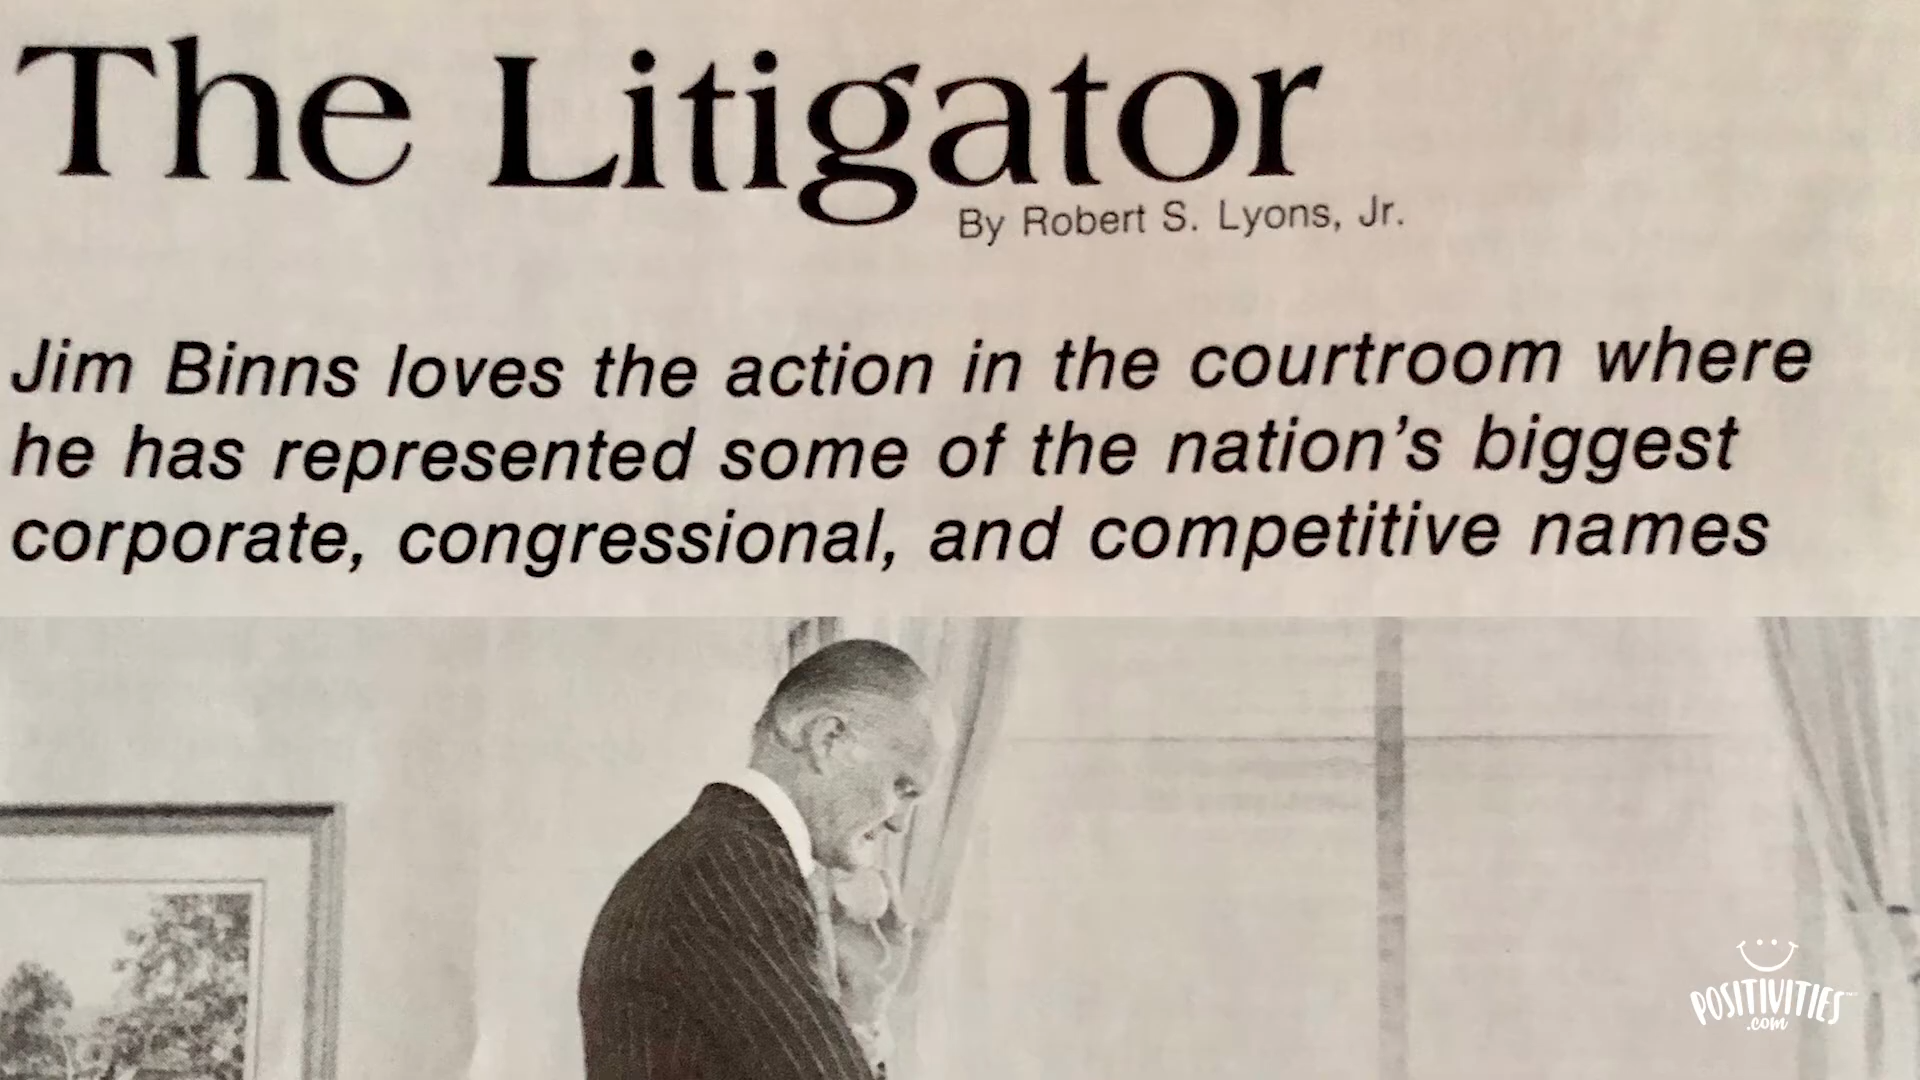 The Litigator
By Robert S. Lyons, Jr.
Jim Binns loves the action in the courtroom where
he has represented some of the nation's biggest
corporate, congressional, and competitive names
POSITIVITIES™
.com